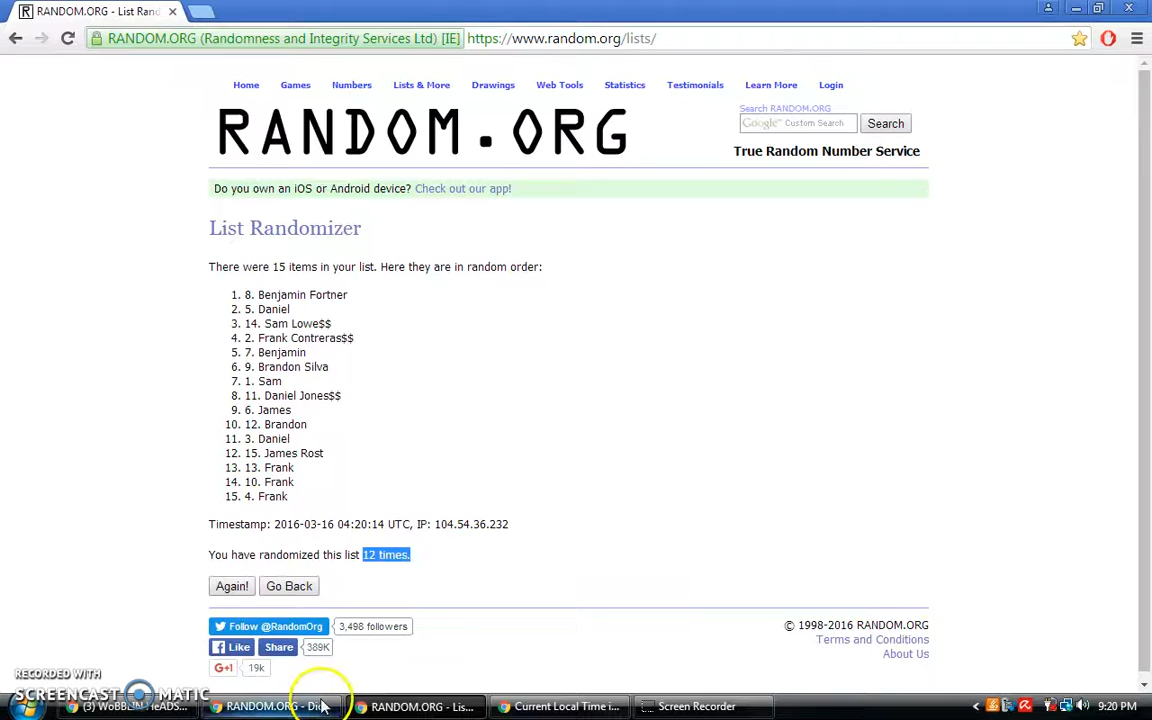 RANDOM.ORG - List Rand
RANDOM.ORG (Randomness and Integrity Services Ltd) [IE] https://www.random.org/lists/
Home Games Numbers Lists & More Drawings Web Tools Statistics Testimonials Learn More Login
RANDOM.ORG
Search RANDOM.ORG
Google™ Custom Search Search
True Random Number Service
Do you own an iOS or Android device? Check out our app!
List Randomizer
There were 15 items in your list. Here they are in random order:
1. 8. Benjamin Fortner
2. 5. Daniel
3. 14. Sam Lowe$$
4. 2. Frank Contreras$$
5. 7. Benjamin
6. 9. Brandon Silva
7. 1. Sam
8. 11. Daniel Jones$$
9. 6. James
10. 12. Brandon
11. 3. Daniel
12. 15. James Rost
13. 13. Frank
14. 10. Frank
15. 4. Frank
Timestamp: 2016-03-16 04:20:14 UTC, IP: 104.54.36.232
You have randomized this list 12 times.
Again! Go Back
Follow @RandomOrg 3,498 followers
Like Share 389K
G+1 19k
© 1998-2016 RANDOM.ORG
Terms and Conditions
About Us
RECORDED WITH
SCREENCAST MATIC
RANDOM.ORG - Dic RANDOM.ORG - Lis... Current Local Time i... Screen Recorder 9:20 PM